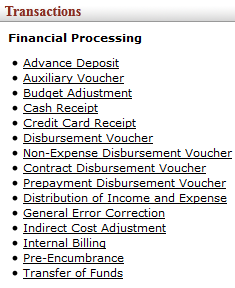 Transactions
Financial Processing
Advance Deposit
Auxiliary Voucher
Budget Adjustment
Cash Receipt
Credit Card Receipt
Disbursement Voucher
Non-Expense Disbursement Voucher
Contract Disbursement Voucher
Prepayment Disbursement Voucher
Distribution of Income and Expense
General Error Correction
Indirect Cost Adjustment
Internal Billing
Pre-Encumbrance
Transfer of Funds